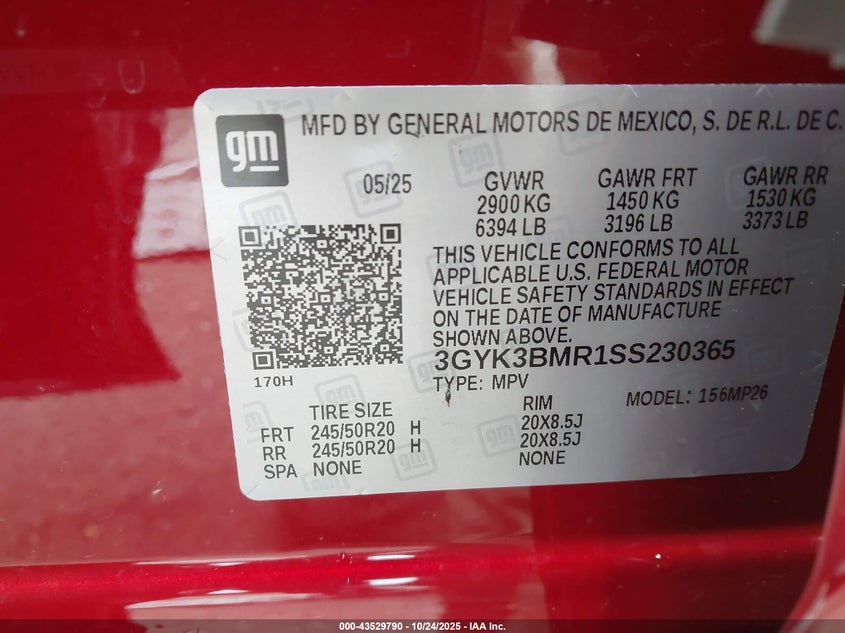 gm
MFD BY GENERAL MOTORS DE MEXICO, S. DE R.L. DE C.
05/25 GVWR GAWR FRT GAWR RR
2900 KG 1450 KG 1530 KG
6394 LB 3196 LB 3373 LB
THIS VEHICLE CONFORMS TO ALL
APPLICABLE U.S. FEDERAL MOTOR
VEHICLE SAFETY STANDARDS IN EFFECT
ON THE DATE OF MANUFACTURE
SHOWN ABOVE.
3GYK3BMR1SS230365
170H
TYPE: MPV MODEL: 156MP26
TIRE SIZE RIM
FRT 245/50R20 H 20X8.5J
RR 245/50R20 H 20X8.5J
SPA NONE NONE
000-43529790 - 10/24/2025 - IAA Inc.